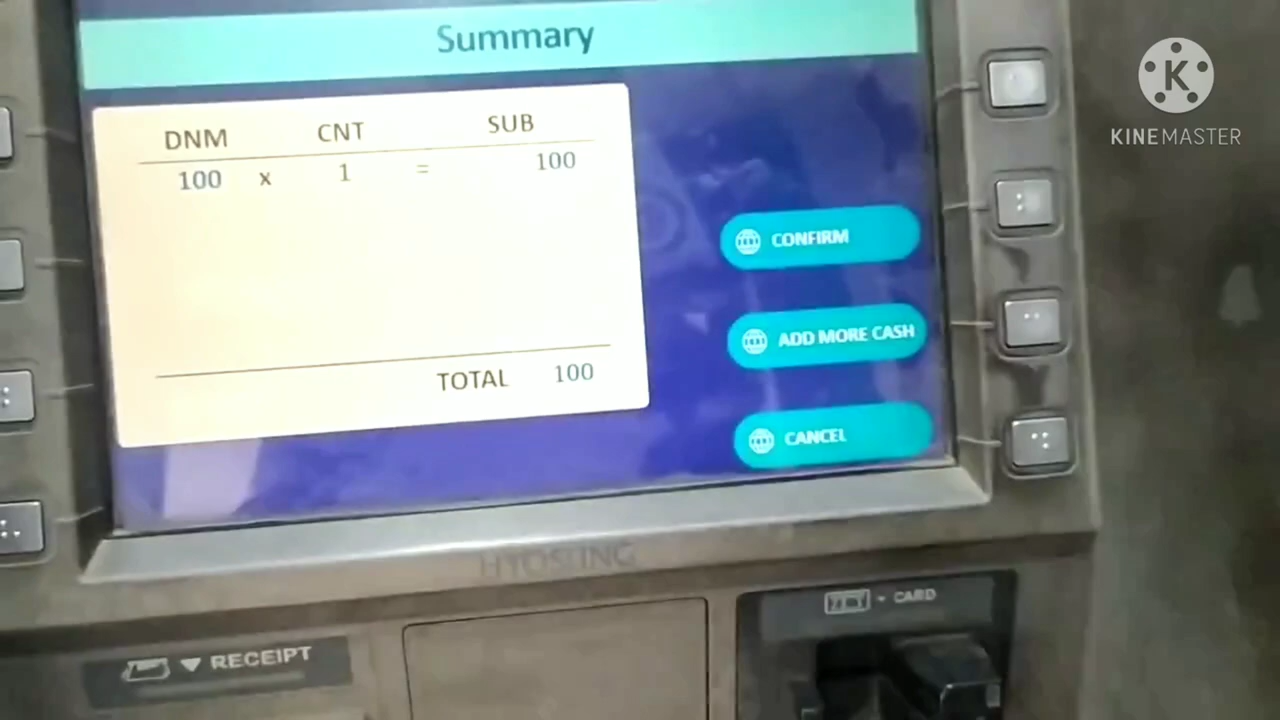 Summary
DNM CNT SUB
100 x 1 = 100
TOTAL 100
CONFIRM
ADD MORE CASH
CANCEL
HYOSUNG
RECEIPT
CARD
K
KINEMASTER